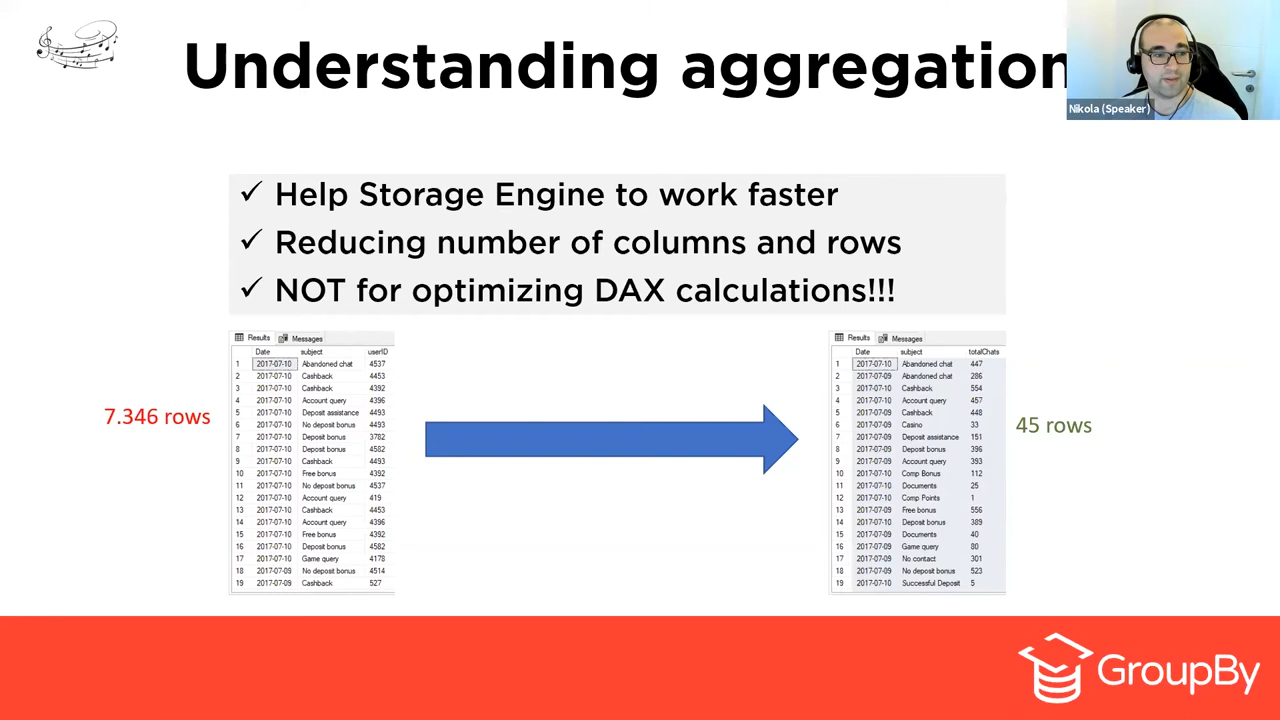 Understanding aggregation
Nikola (Speaker)
✓ Help Storage Engine to work faster
✓ Reducing number of columns and rows
✓ NOT for optimizing DAX calculations!!!
7.346 rows
Results Messages
Date subject userID
1 2017-07-10 Abandoned chat 4537
2 2017-07-10 Cashback 4453
3 2017-07-10 Cashback 4392
4 2017-07-10 Account query 4396
5 2017-07-10 Deposit assistance 4493
6 2017-07-10 No deposit bonus 4493
7 2017-07-10 Deposit bonus 3782
8 2017-07-10 Deposit bonus 4582
9 2017-07-10 Cashback 4493
10 2017-07-10 Free bonus 4392
11 2017-07-10 No deposit bonus 4537
12 2017-07-10 Account query 419
13 2017-07-10 Cashback 4453
14 2017-07-10 Account query 4396
15 2017-07-10 Free bonus 4392
16 2017-07-10 Deposit bonus 4582
17 2017-07-10 Game query 4178
18 2017-07-09 No deposit bonus 4514
19 2017-07-09 Cashback 527
Results Messages
Date subject totalChats
1 2017-07-10 Abandoned chat 447
2 2017-07-09 Abandoned chat 286
3 2017-07-10 Cashback 554
4 2017-07-10 Account query 457
5 2017-07-09 Cashback 448
6 2017-07-09 Casino 33
7 2017-07-09 Deposit assistance 151
8 2017-07-09 Deposit bonus 396
9 2017-07-09 Account query 393
10 2017-07-10 Comp Bonus 112
11 2017-07-10 Documents 25
12 2017-07-10 Comp Points 1
13 2017-07-09 Free bonus 556
14 2017-07-10 Deposit bonus 389
15 2017-07-09 Documents 40
16 2017-07-09 Game query 80
17 2017-07-09 No contact 301
18 2017-07-09 No deposit bonus 523
19 2017-07-10 Successful Deposit 5
45 rows
GroupBy